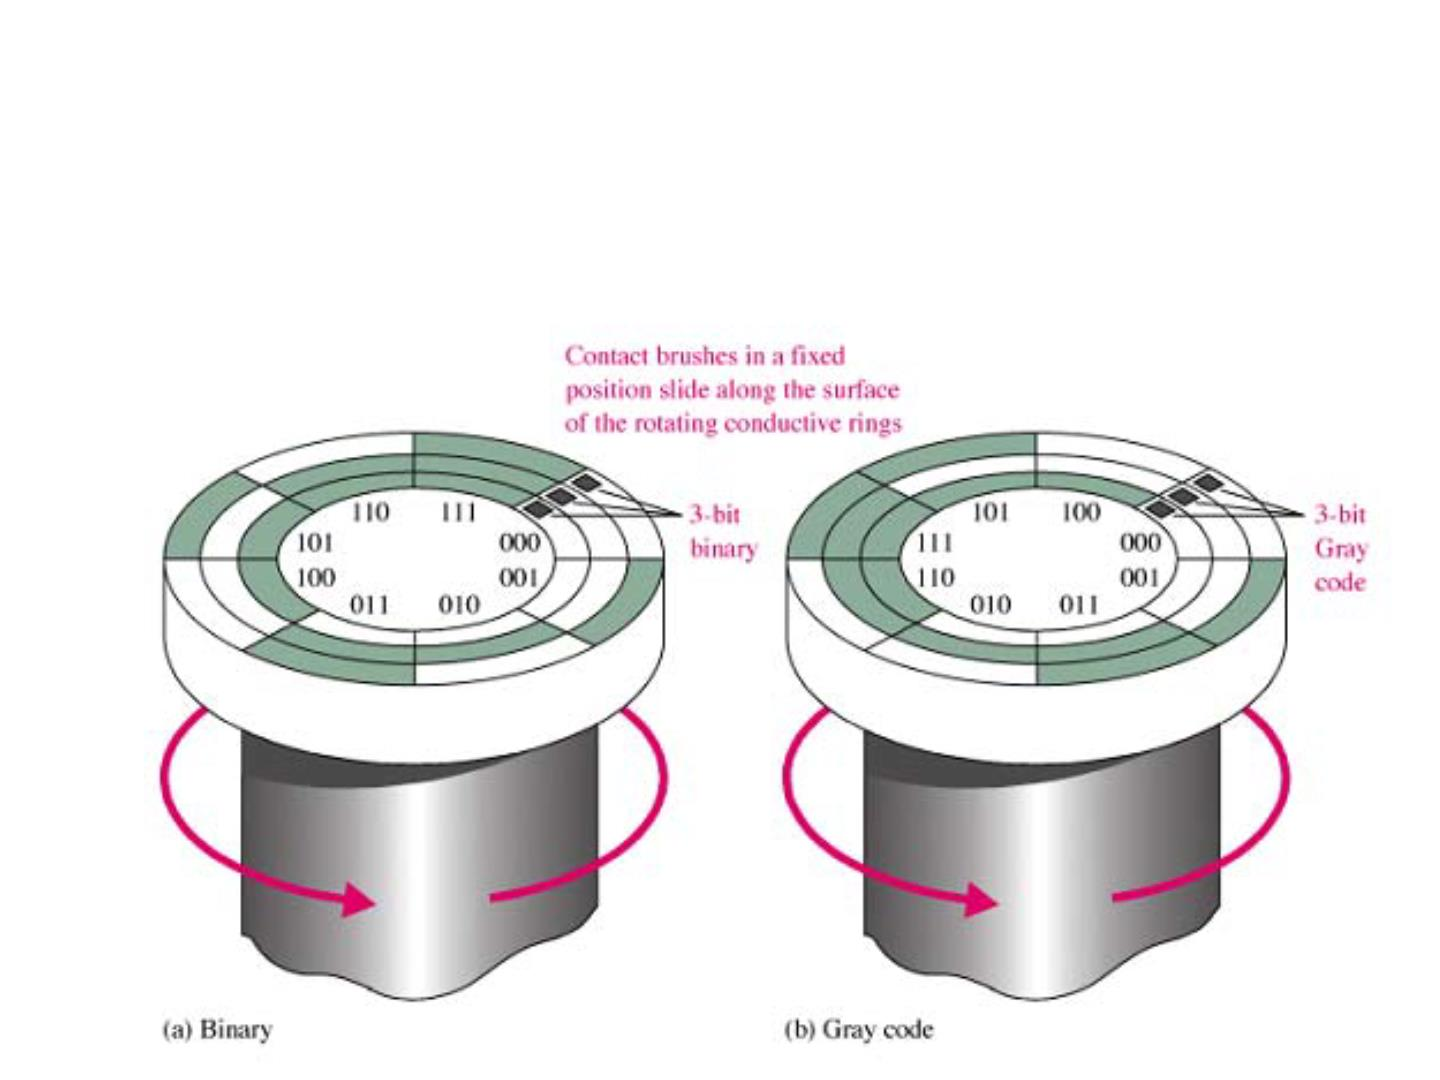 Contact brushes in a fixed
position slide along the surface
of the rotating conductive rings
110 111
101 000
100 001
011 010
3-bit
binary
101 100
111 000
110 001
010 011
3-bit
Gray
code
(a) Binary
(b) Gray code